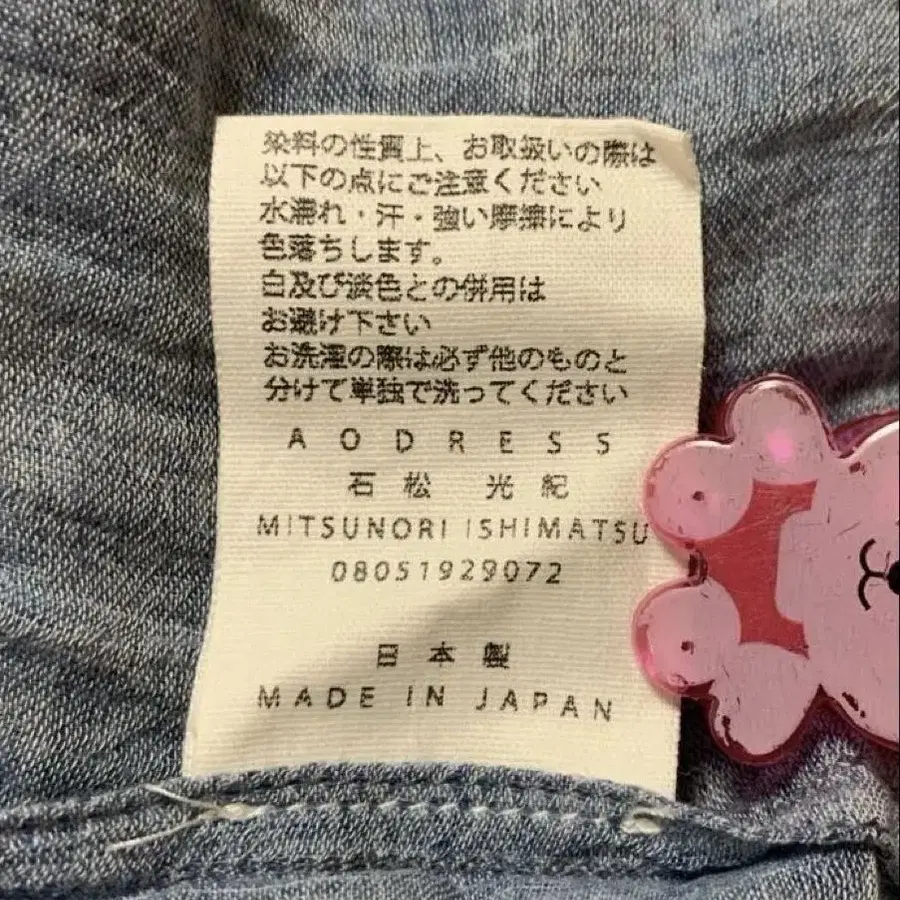 染料の性質上、お取扱いの際は
以下の点にご注意ください
水濡れ・汗・強い摩擦により
色落ちします。
白及び淡色との併用は
お避け下さい
お洗濯の際は必ず他のものと
分けて単独で洗ってください
AODRESS
石松 光紀
MITSUNORI ISHIMATSU
08051929072
日本製
MADE IN JAPAN